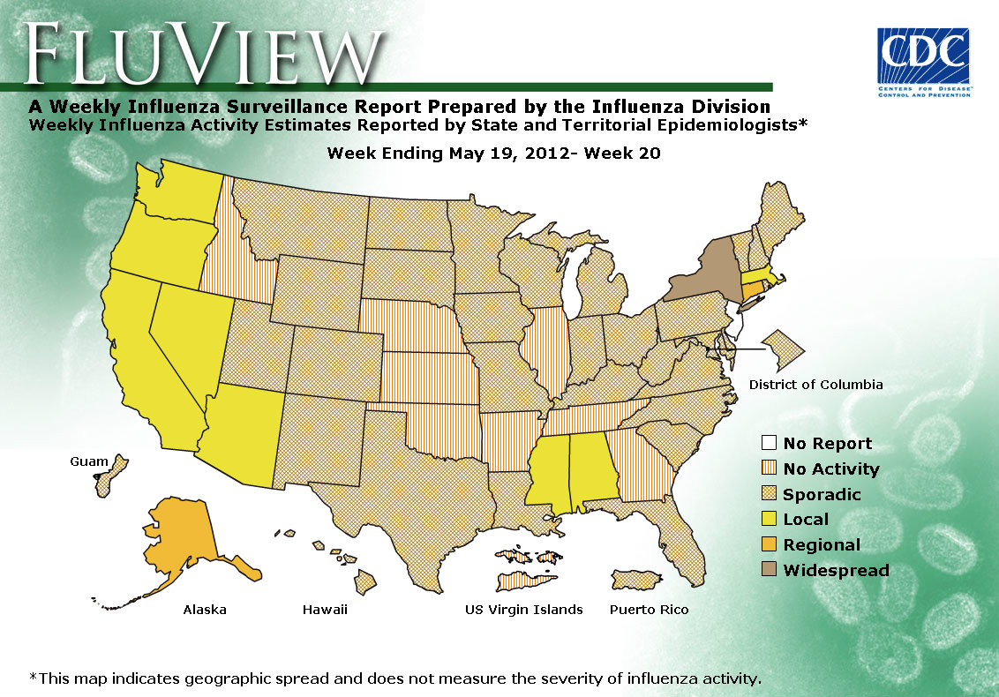 FLUVIEW
CDC
CENTERS FOR DISEASE™
CONTROL AND PREVENTION
A Weekly Influenza Surveillance Report Prepared by the Influenza Division
Weekly Influenza Activity Estimates Reported by State and Territorial Epidemiologists*
Week Ending May 19, 2012- Week 20
District of Columbia
No Report
No Activity
Sporadic
Local
Regional
Widespread
Guam
Alaska
Hawaii
US Virgin Islands
Puerto Rico
*This map indicates geographic spread and does not measure the severity of influenza activity.